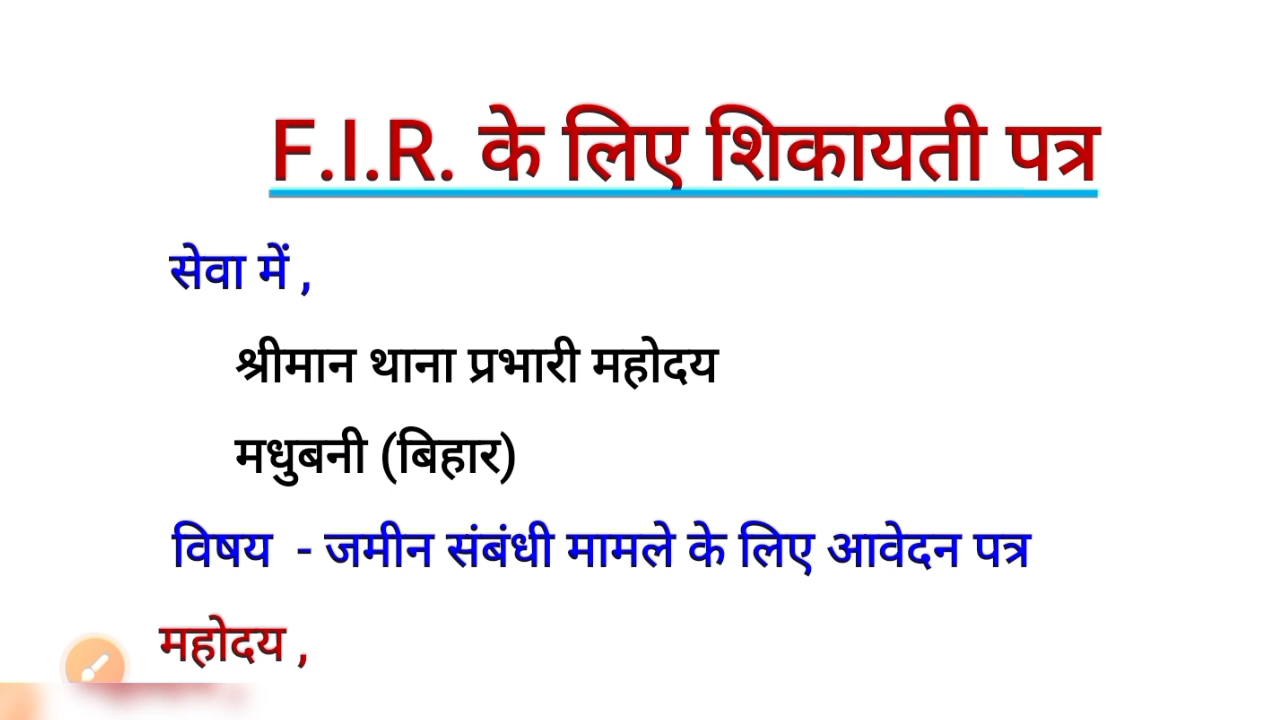 F.I.R. के लिए शिकायती पत्र
सेवा में ,
श्रीमान थाना प्रभारी महोदय
मधुबनी (बिहार)
विषय - जमीन संबंधी मामले के लिए आवेदन पत्र
महोदय ,